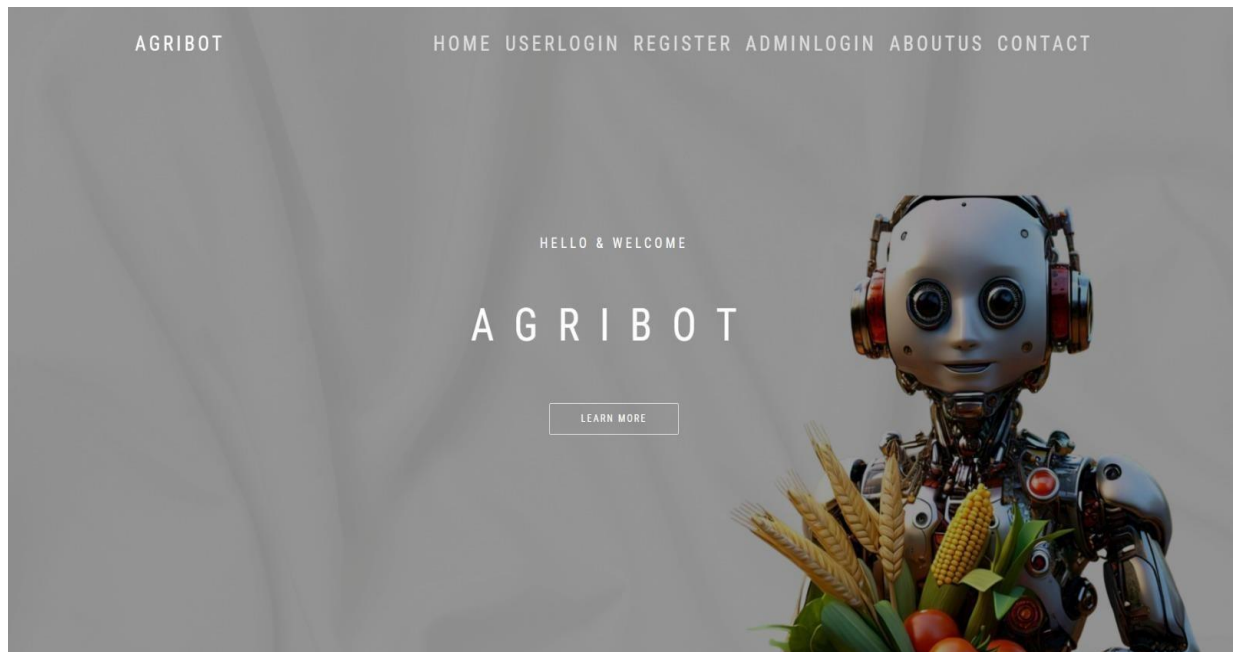 AGRIBOT HOME USERLOGIN REGISTER ADMINLOGIN ABOUTUS CONTACT
HELLO & WELCOME
AGRIBOT
LEARN MORE